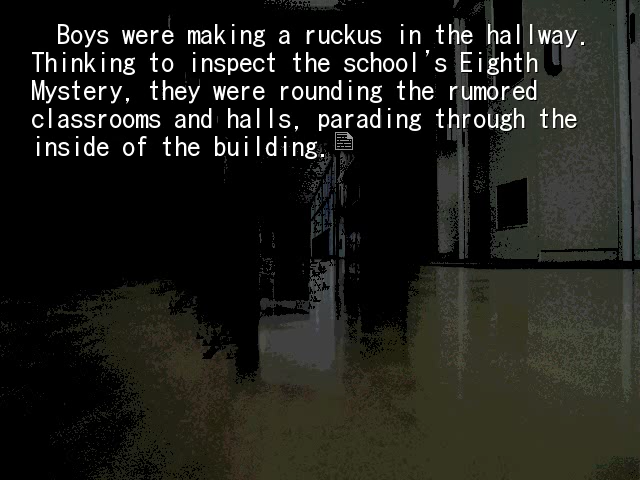 Boys were making a ruckus in the hallway.
Thinking to inspect the school's Eighth
Mystery, they were rounding the rumored
classrooms and halls, parading through the
inside of the building.